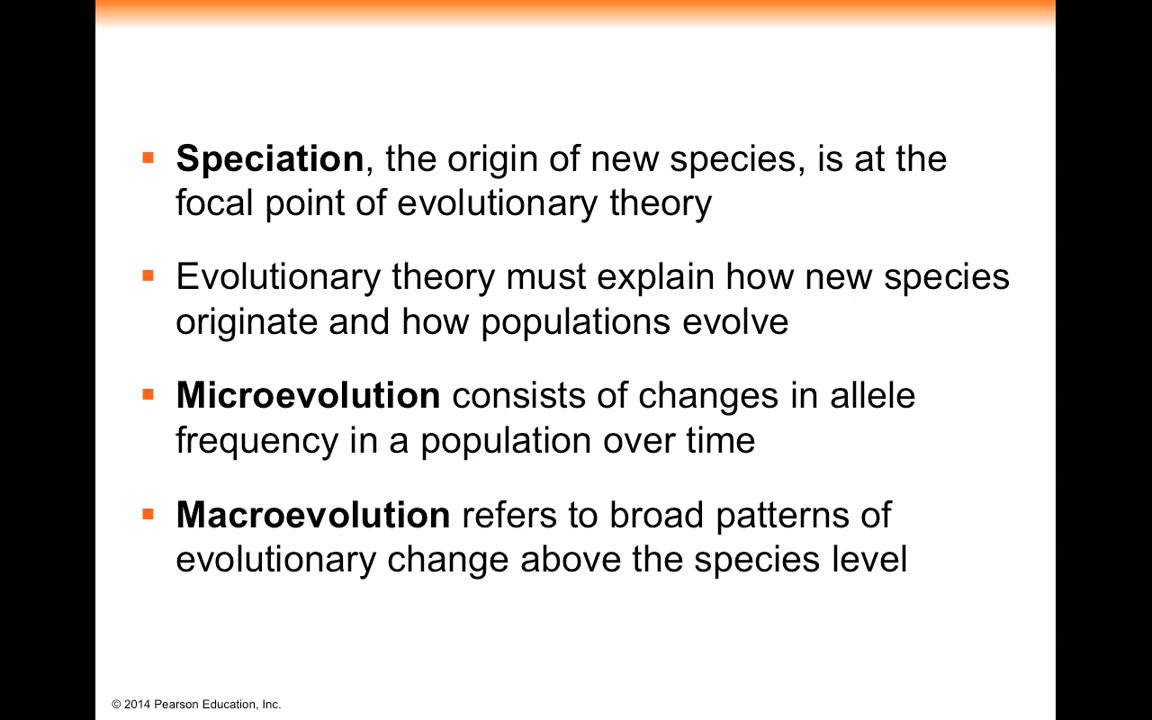 ▪ Speciation, the origin of new species, is at the
focal point of evolutionary theory
▪ Evolutionary theory must explain how new species
originate and how populations evolve
▪ Microevolution consists of changes in allele
frequency in a population over time
▪ Macroevolution refers to broad patterns of
evolutionary change above the species level
© 2014 Pearson Education, Inc.